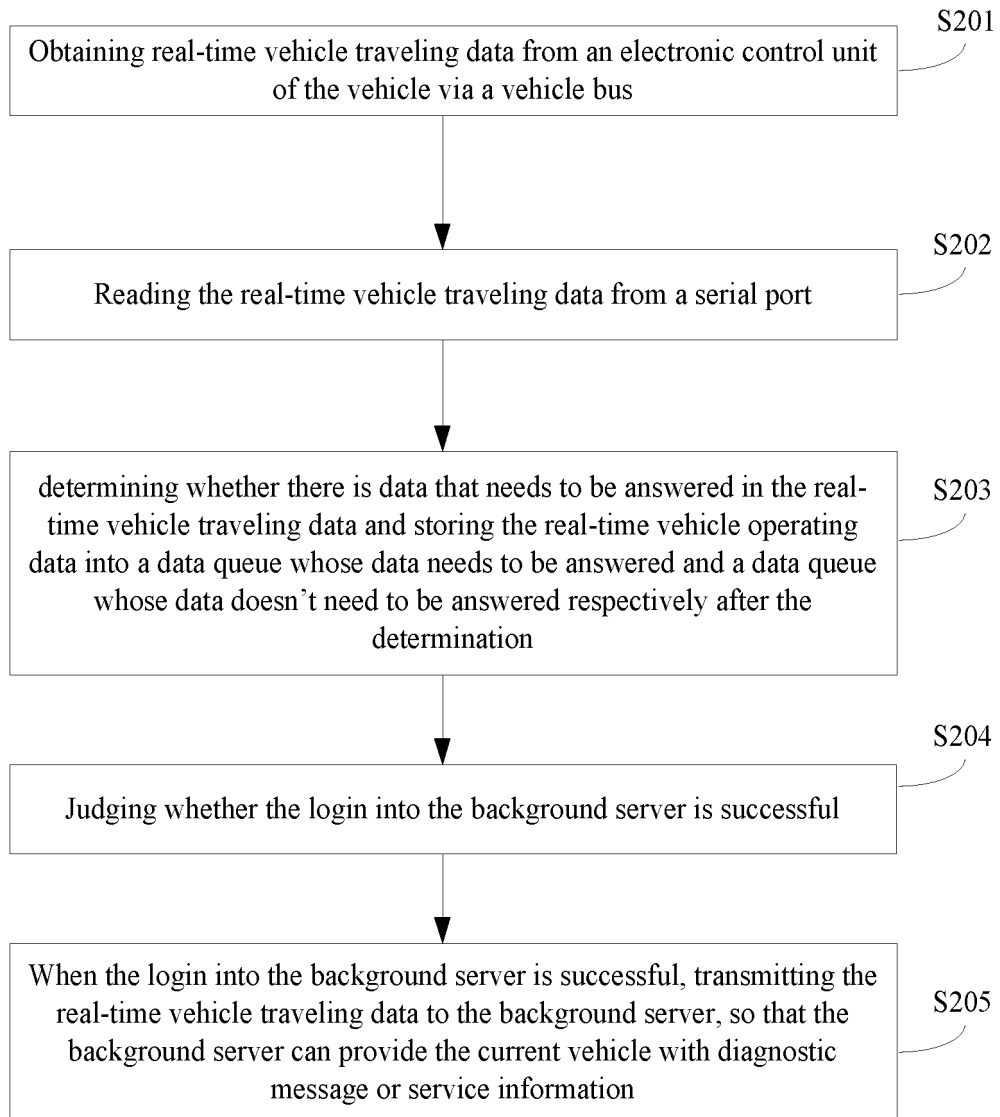 S201
Obtaining real-time vehicle traveling data from an electronic control unit
of the vehicle via a vehicle bus
S202
Reading the real-time vehicle traveling data from a serial port
S203
determining whether there is data that needs to be answered in the real-
time vehicle traveling data and storing the real-time vehicle operating
data into a data queue whose data needs to be answered and a data queue
whose data doesn’t need to be answered respectively after the
determination
S204
Judging whether the login into the background server is successful
S205
When the login into the background server is successful, transmitting the
real-time vehicle traveling data to the background server, so that the
background server can provide the current vehicle with diagnostic
message or service information